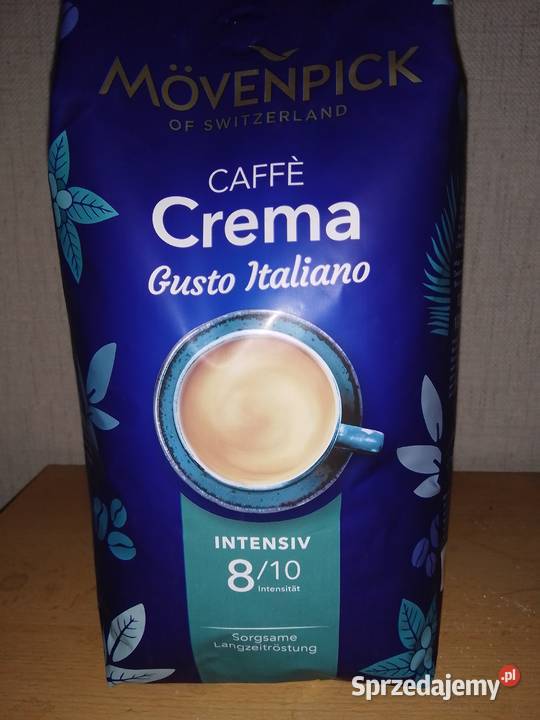 MÖVENPICK
OF SWITZERLAND
CAFFÈ
Crema
Gusto Italiano
INTENSIV
8/10
Intensität
Sorgsame
Langzeitröstung
Sprzedajemy.pl